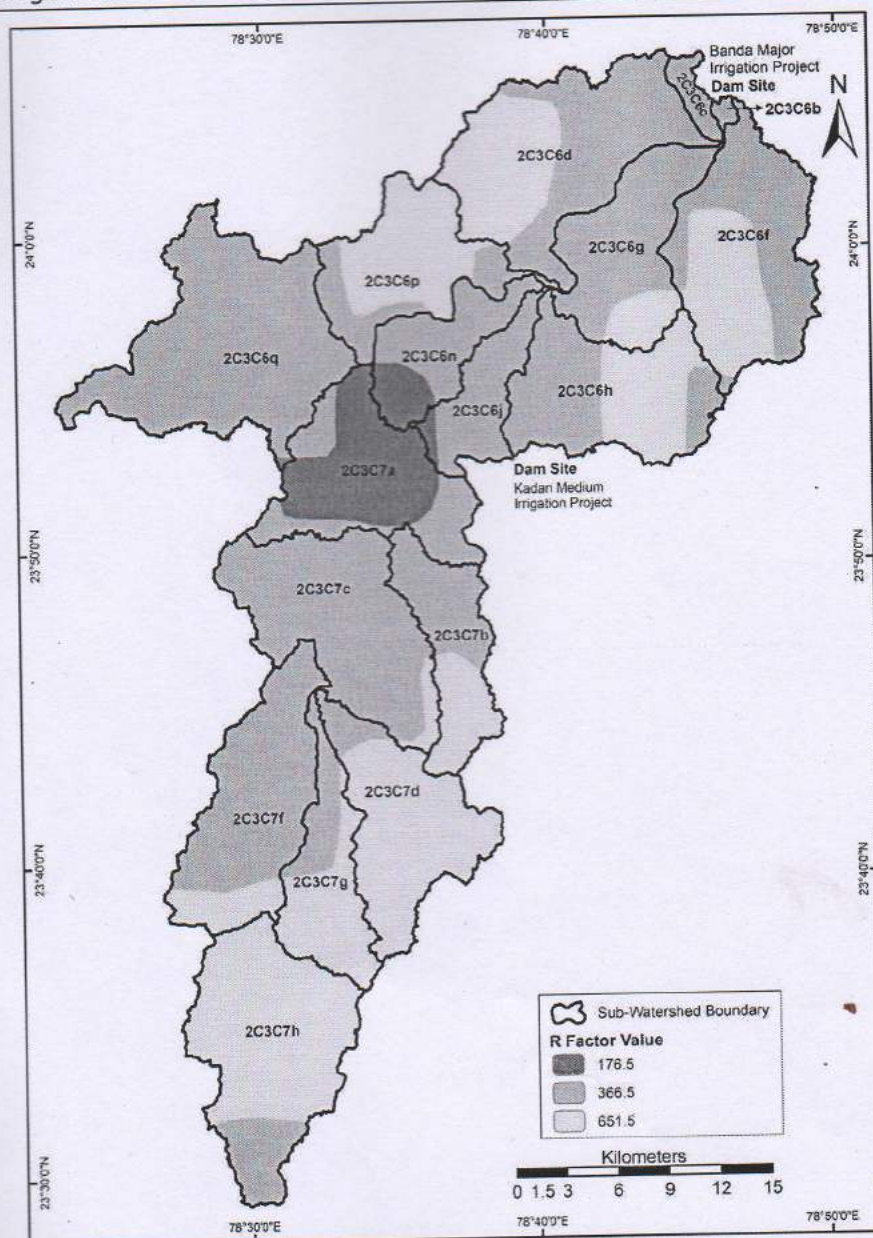 78°30'0"E
78°40'0"E
78°50'0"E
Banda Major
Irrigation Project
Dam Site
2C3C6b
N
2C3C6c
2C3C6d
24°0'0"N
2C3C6g
2C3C6f
24°0'0"N
2C3C6p
2C3C6q
2C3C6n
2C3C6h
2C3C6j
2C3C7a
Dam Site
Kadan Medium
Irrigation Project
23°50'0"N
23°50'0"N
2C3C7c
2C3C7b
2C3C7d
2C3C7f
23°40'0"N
2C3C7g
23°40'0"N
2C3C7h
Sub-Watershed Boundary
R Factor Value
176.5
366.5
651.5
Kilometers
0 1.5 3 6 9 12 15
23°30'0"N
78°30'0"E
78°40'0"E
78°50'0"E